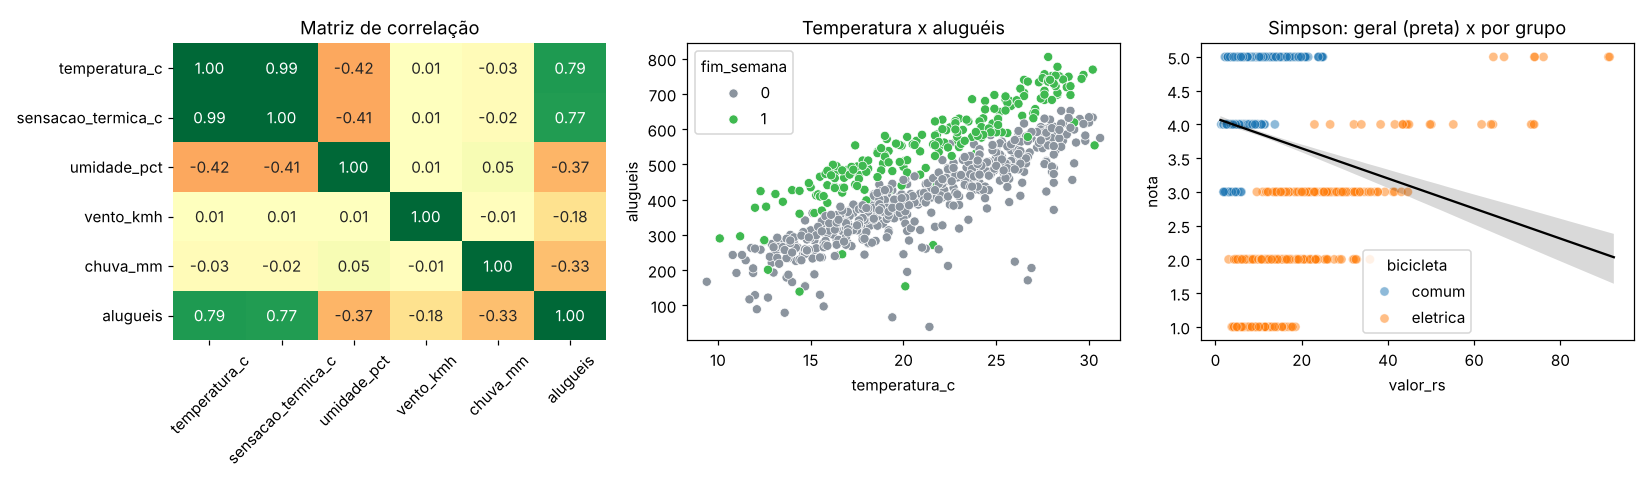 Matriz de correlação
temperatura_c 1.00 0.99 -0.42 0.01 -0.03 0.79
sensacao_termica_c 0.99 1.00 -0.41 0.01 -0.02 0.77
umidade_pct -0.42 -0.41 1.00 0.01 0.05 -0.37
vento_kmh 0.01 0.01 0.01 1.00 -0.01 -0.18
chuva_mm -0.03 -0.02 0.05 -0.01 1.00 -0.33
alugueis 0.79 0.77 -0.37 -0.18 -0.33 1.00
temperatura_c sensacao_termica_c umidade_pct vento_kmh chuva_mm alugueis
Temperatura x aluguéis
fim_semana
0
1
800
700
600
500
400
300
200
100
alugueis
10 15 20 25 30
temperatura_c
Simpson: geral (preta) x por grupo
5.0
4.5
4.0
3.5
3.0
2.5
2.0
1.5
1.0
nota
bicicleta
comum
eletrica
0 20 40 60 80
valor_rs